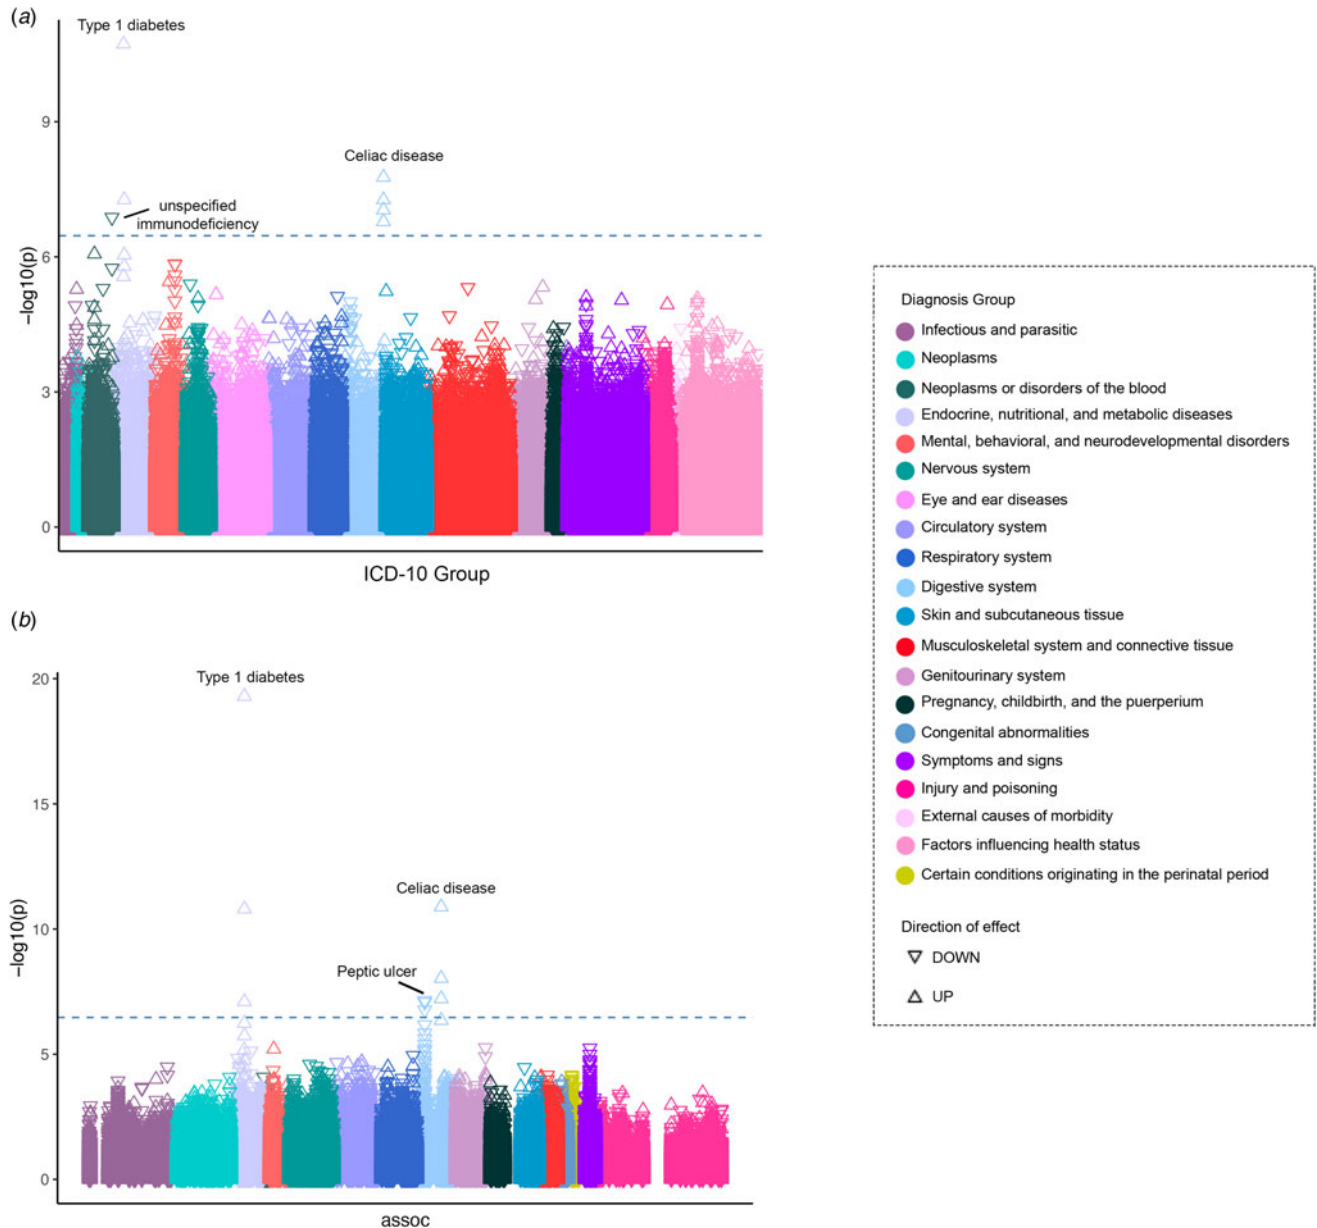 (a)
Type 1 diabetes
9
Celiac disease
unspecified
immunodeficiency
6
−log10(p)
3
0
ICD-10 Group
(b)
20
Type 1 diabetes
15
Celiac disease
10
Peptic ulcer
−log10(p)
5
0
assoc
Diagnosis Group
Infectious and parasitic
Neoplasms
Neoplasms or disorders of the blood
Endocrine, nutritional, and metabolic diseases
Mental, behavioral, and neurodevelopmental disorders
Nervous system
Eye and ear diseases
Circulatory system
Respiratory system
Digestive system
Skin and subcutaneous tissue
Musculoskeletal system and connective tissue
Genitourinary system
Pregnancy, childbirth, and the puerperium
Congenital abnormalities
Symptoms and signs
Injury and poisoning
External causes of morbidity
Factors influencing health status
Certain conditions originating in the perinatal period
Direction of effect
DOWN
UP